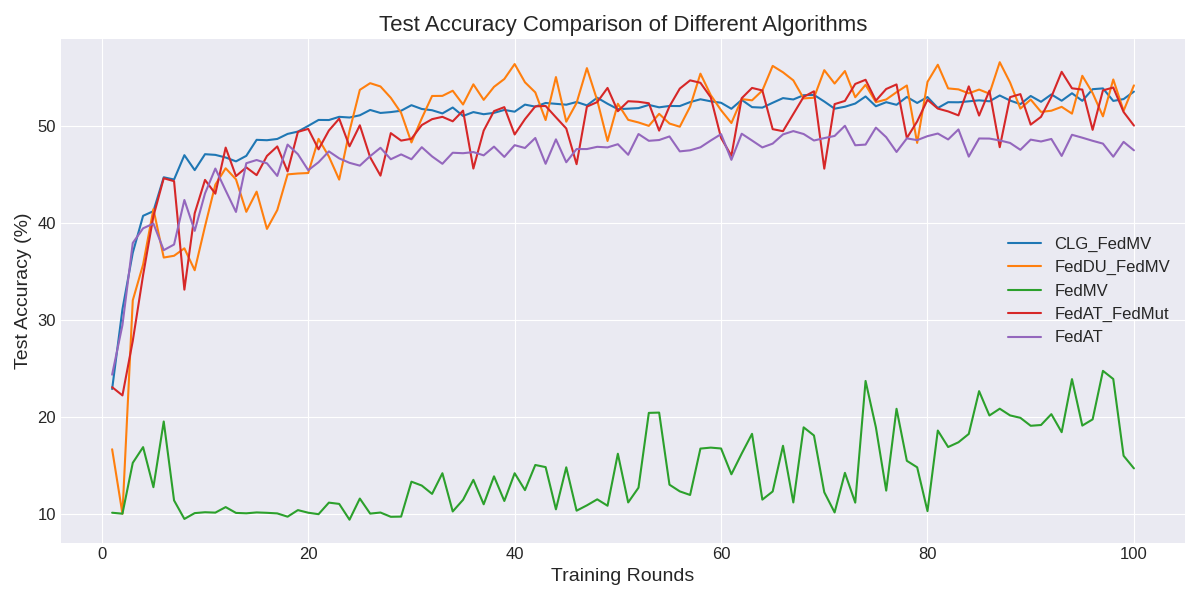 Test Accuracy Comparison of Different Algorithms
Test Accuracy (%)
50
40
30
20
10
CLG_FedMV
FedDU_FedMV
FedMV
FedAT_FedMut
FedAT
0 20 40 60 80 100
Training Rounds